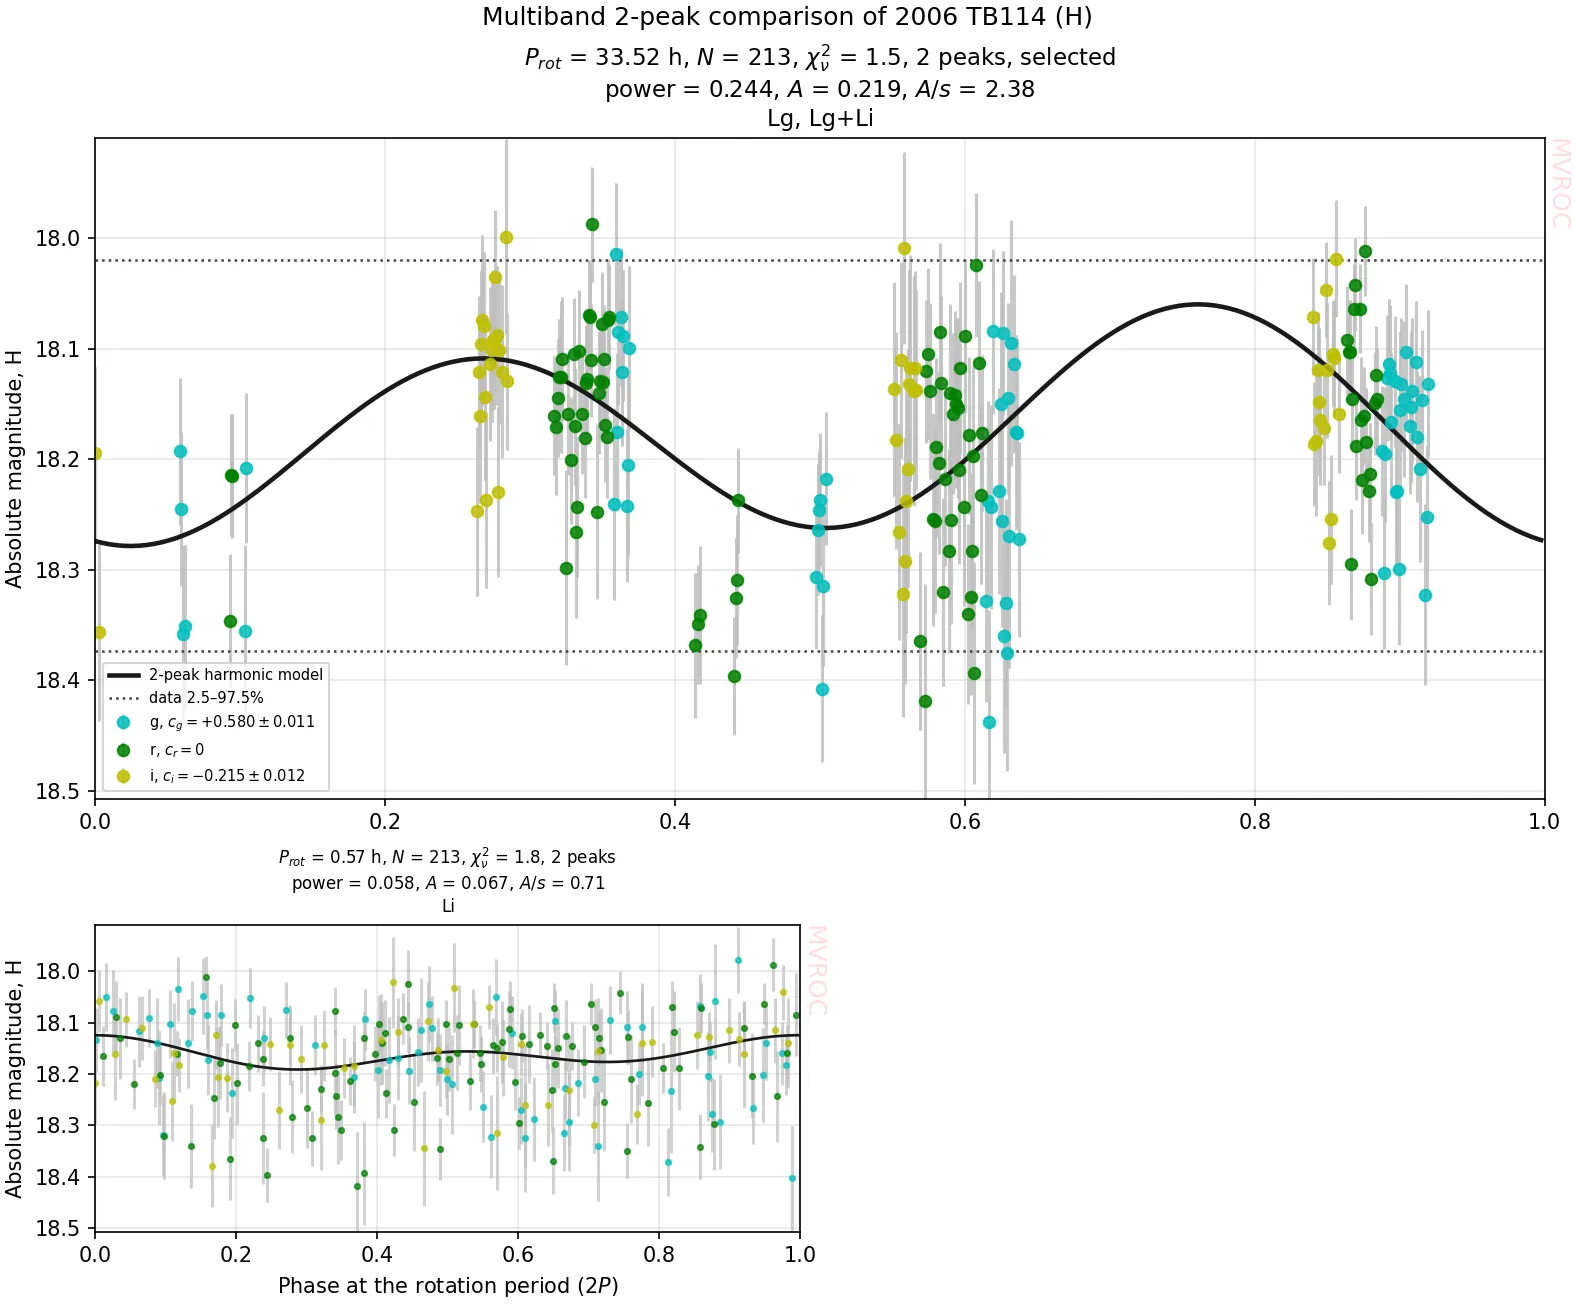 Multiband 2-peak comparison of 2006 TB114 (H)
P_rot = 33.52 h, N = 213, χ²_ν = 1.5, 2 peaks, selected
power = 0.244, A = 0.219, A/s = 2.38
Lg, Lg+Li
MVROC
Absolute magnitude, H
18.0
18.1
18.2
18.3
18.4
18.5
2-peak harmonic model
data 2.5–97.5%
g, c_g = +0.580 ± 0.011
r, c_r = 0
i, c_i = −0.215 ± 0.012
0.0 0.2 0.4 0.6 0.8 1.0
P_rot = 0.57 h, N = 213, χ²_ν = 1.8, 2 peaks
power = 0.058, A = 0.067, A/s = 0.71
Li
MVROC
Absolute magnitude, H
18.0
18.1
18.2
18.3
18.4
18.5
0.0 0.2 0.4 0.6 0.8 1.0
Phase at the rotation period (2P)